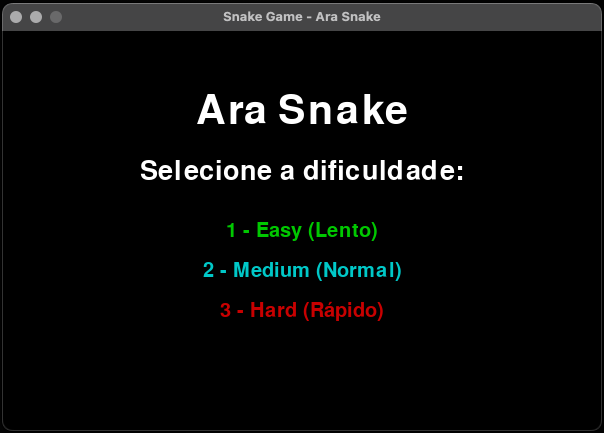 Snake Game - Ara Snake
Ara Snake
Selecione a dificuldade:
1 - Easy (Lento)
2 - Medium (Normal)
3 - Hard (Rápido)